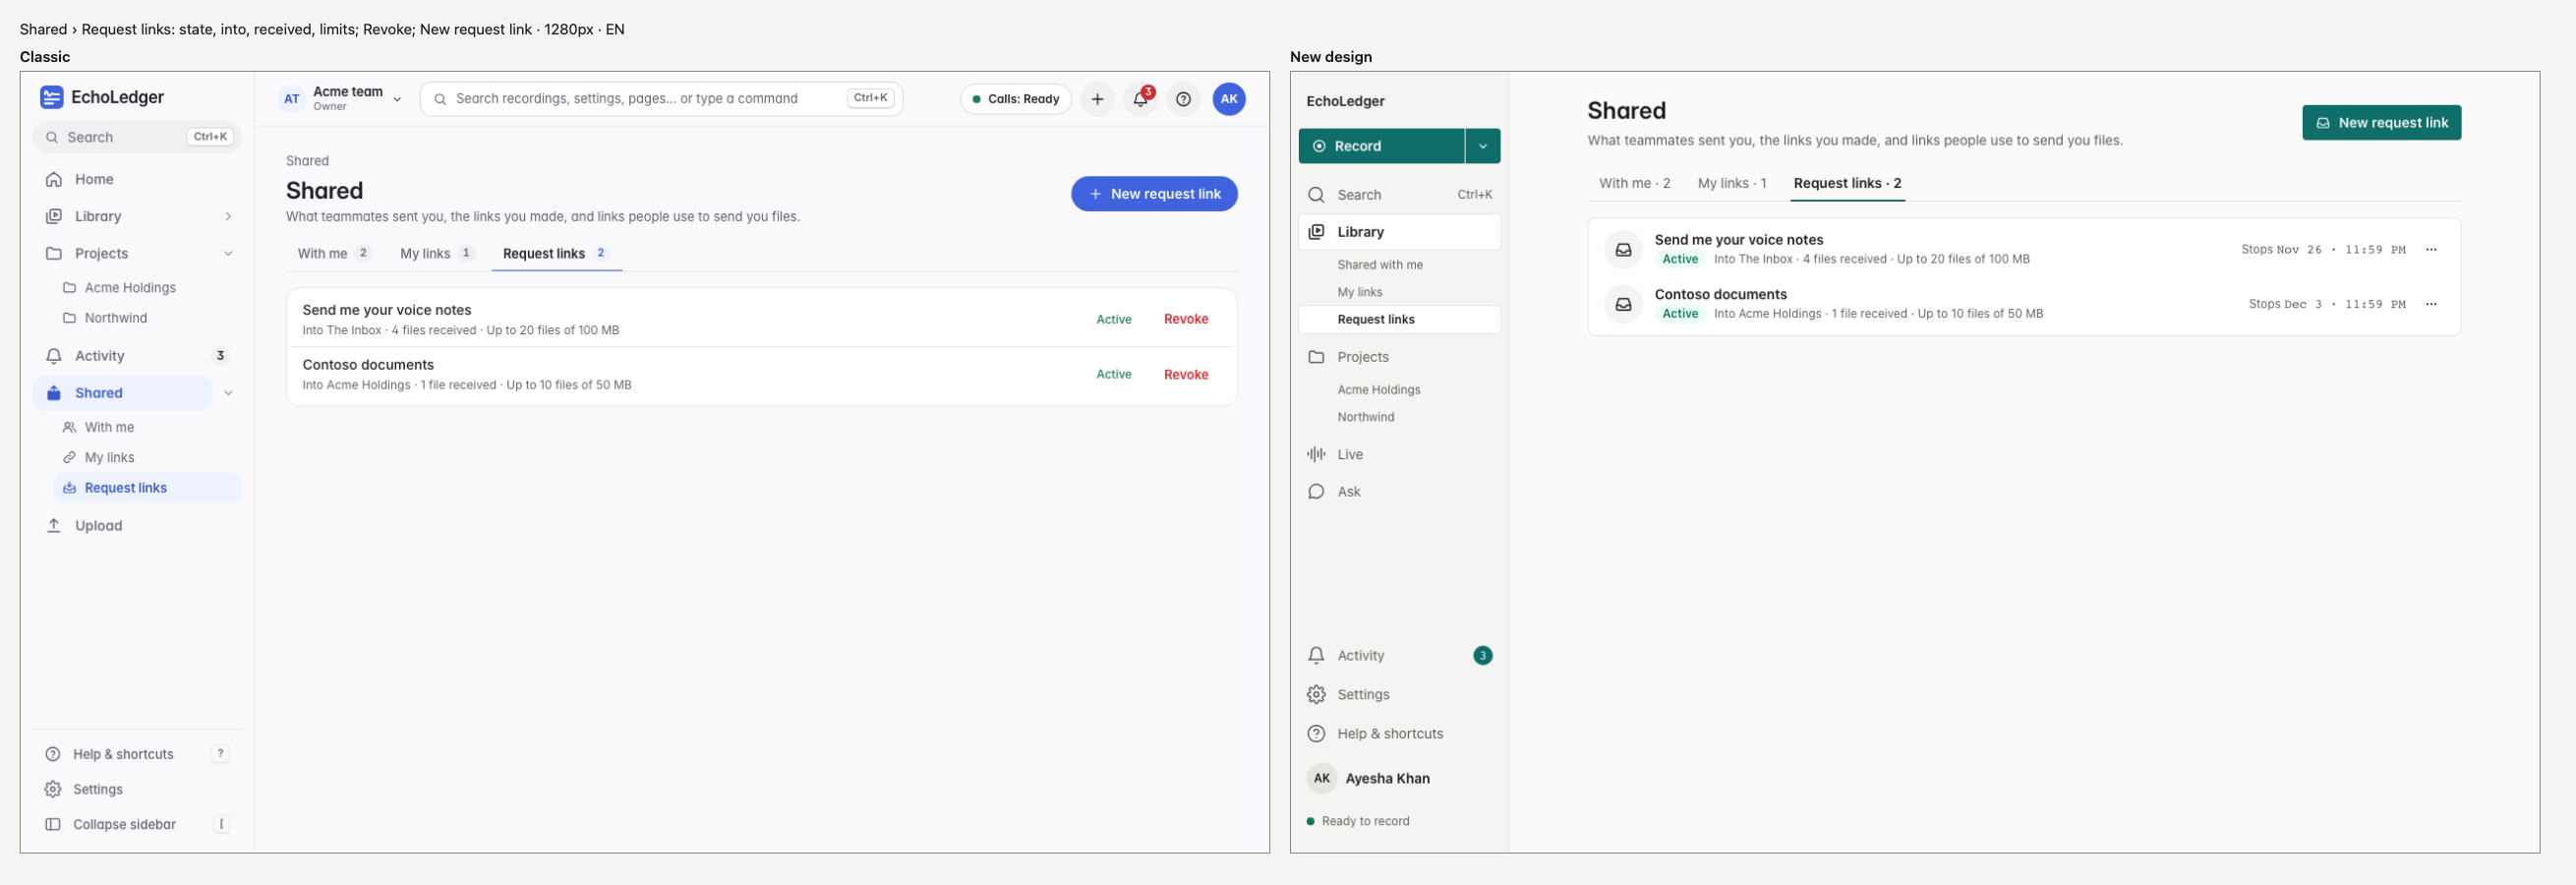 Shared › Request links: state, into, received, limits; Revoke; New request link · 1280px · EN
Classic
EchoLedger
Search Ctrl+K
Home
Library
Projects
Acme Holdings
Northwind
Activity 3
Shared
With me
My links
Request links
Upload
Help & shortcuts ?
Settings
Collapse sidebar [
AT Acme team
Owner
Search recordings, settings, pages... or type a command Ctrl+K
Calls: Ready
3
AK
Shared
Shared
What teammates sent you, the links you made, and links people use to send you files.
New request link
With me 2 My links 1 Request links 2
Send me your voice notes
Into The Inbox · 4 files received · Up to 20 files of 100 MB
Active Revoke
Contoso documents
Into Acme Holdings · 1 file received · Up to 10 files of 50 MB
Active Revoke
New design
EchoLedger
Record
Search Ctrl+K
Library
Shared with me
My links
Request links
Projects
Acme Holdings
Northwind
Live
Ask
Activity 3
Settings
Help & shortcuts
AK Ayesha Khan
Ready to record
Shared
What teammates sent you, the links you made, and links people use to send you files.
New request link
With me · 2 My links · 1 Request links · 2
Send me your voice notes
Active Into The Inbox · 4 files received · Up to 20 files of 100 MB
Stops Nov 26 · 11:59 PM
Contoso documents
Active Into Acme Holdings · 1 file received · Up to 10 files of 50 MB
Stops Dec 3 · 11:59 PM